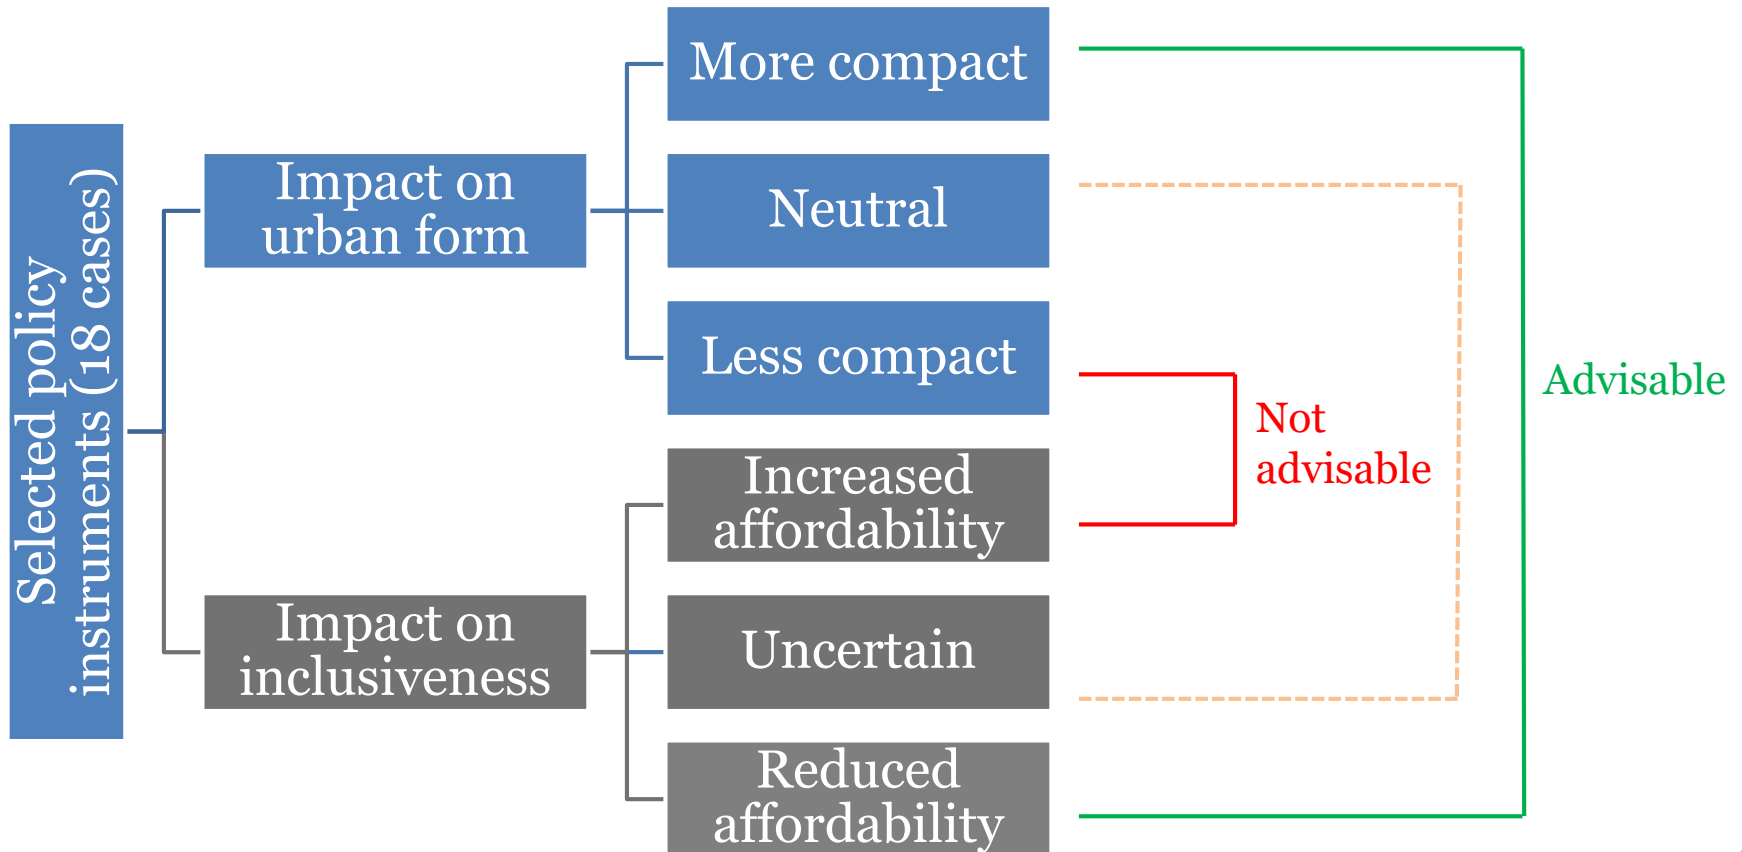 Selected policy
instruments (18 cases)
Impact on
urban form
Impact on
inclusiveness
More compact
Neutral
Less compact
Increased
affordability
Uncertain
Reduced
affordability
Not
advisable
Advisable